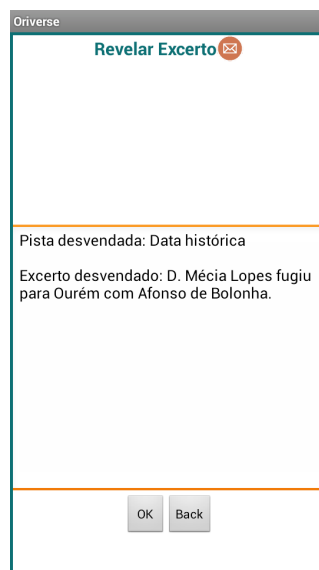 Oriverse
Revelar Excerto
Pista desvendada: Data histórica
Excerto desvendado: D. Mécia Lopes fugiu
para Ourém com Afonso de Bolonha.
OK
Back